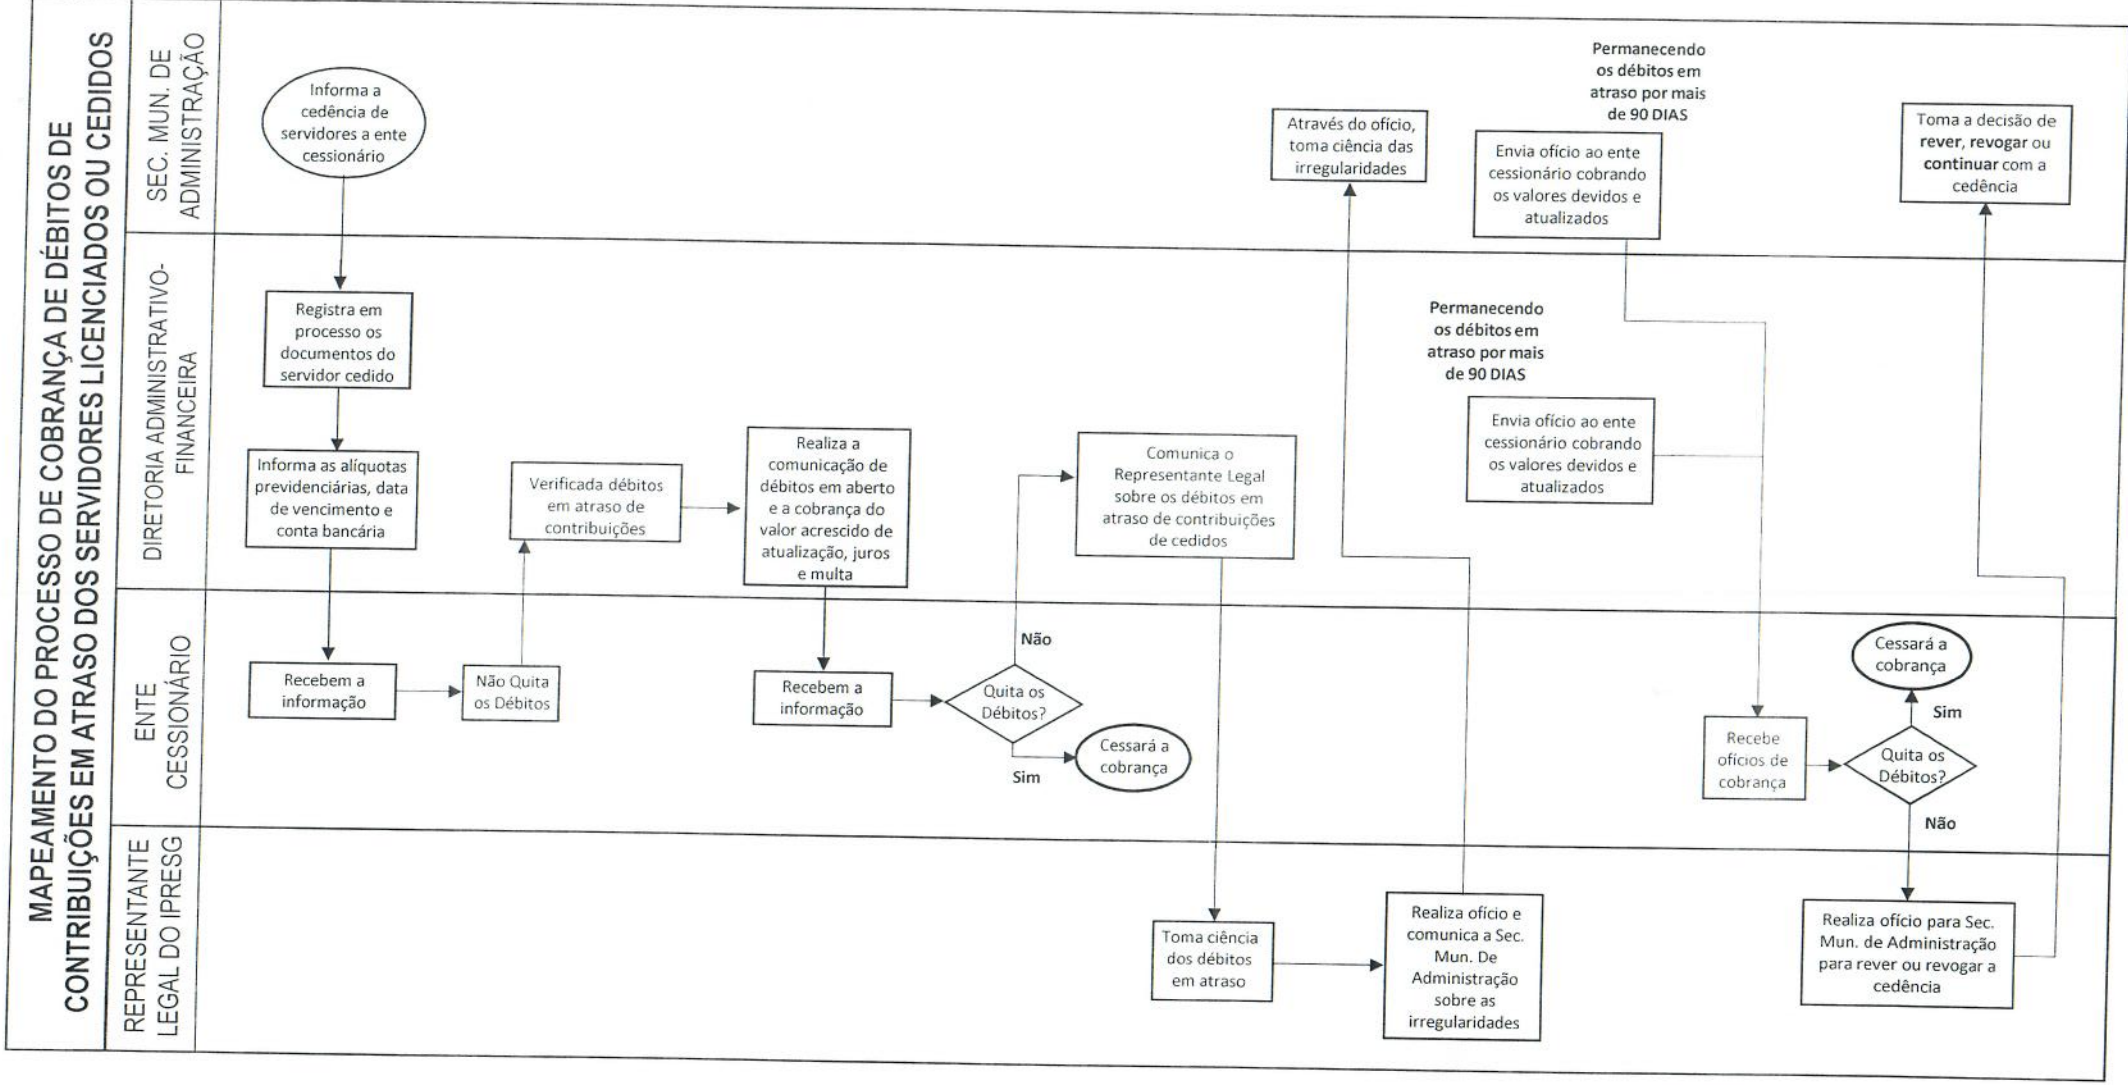 MAPEAMENTO DO PROCESSO DE COBRANÇA DE DÉBITOS DE
CONTRIBUIÇÕES EM ATRASO DOS SERVIDORES LICENCIADOS OU CEDIDOS
SEC. MUN. DE
ADMINISTRAÇÃO
Informa a
cedência de
servidores a ente
cessionário
Através do ofício,
toma ciência das
irregularidades
Permanecendo
os débitos em
atraso por mais
de 90 DIAS
Envia ofício ao ente
cessionário cobrando
os valores devidos e
atualizados
Toma a decisão de
rever, revogar ou
continuar com a
cedência
DIRETORIA ADMINISTRATIVO-
FINANCEIRA
Registra em
processo os
documentos do
servidor cedido
Informa as alíquotas
previdenciárias, data
de vencimento e
conta bancária
Verificada débitos
em atraso de
contribuições
Realiza a
comunicação de
débitos em aberto
e a cobrança do
valor acrescido de
atualização, juros
e multa
Comunica o
Representante Legal
sobre os débitos em
atraso de contribuições
de cedidos
Permanecendo
os débitos em
atraso por mais
de 90 DIAS
Envia ofício ao ente
cessionário cobrando
os valores devidos e
atualizados
ENTE
CESSIONÁRIO
Recebem a
informação
Não Quita
os Débitos
Recebem a
informação
Quita os
Débitos?
Não
Sim
Cessará a
cobrança
Recebe
ofícios de
cobrança
Quita os
Débitos?
Sim
Cessará a
cobrança
Não
REPRESENTANTE
LEGAL DO IPRESG
Toma ciência
dos débitos
em atraso
Realiza ofício e
comunica a Sec.
Mun. De
Administração
sobre as
irregularidades
Realiza ofício para Sec.
Mun. de Administração
para rever ou revogar a
cedência